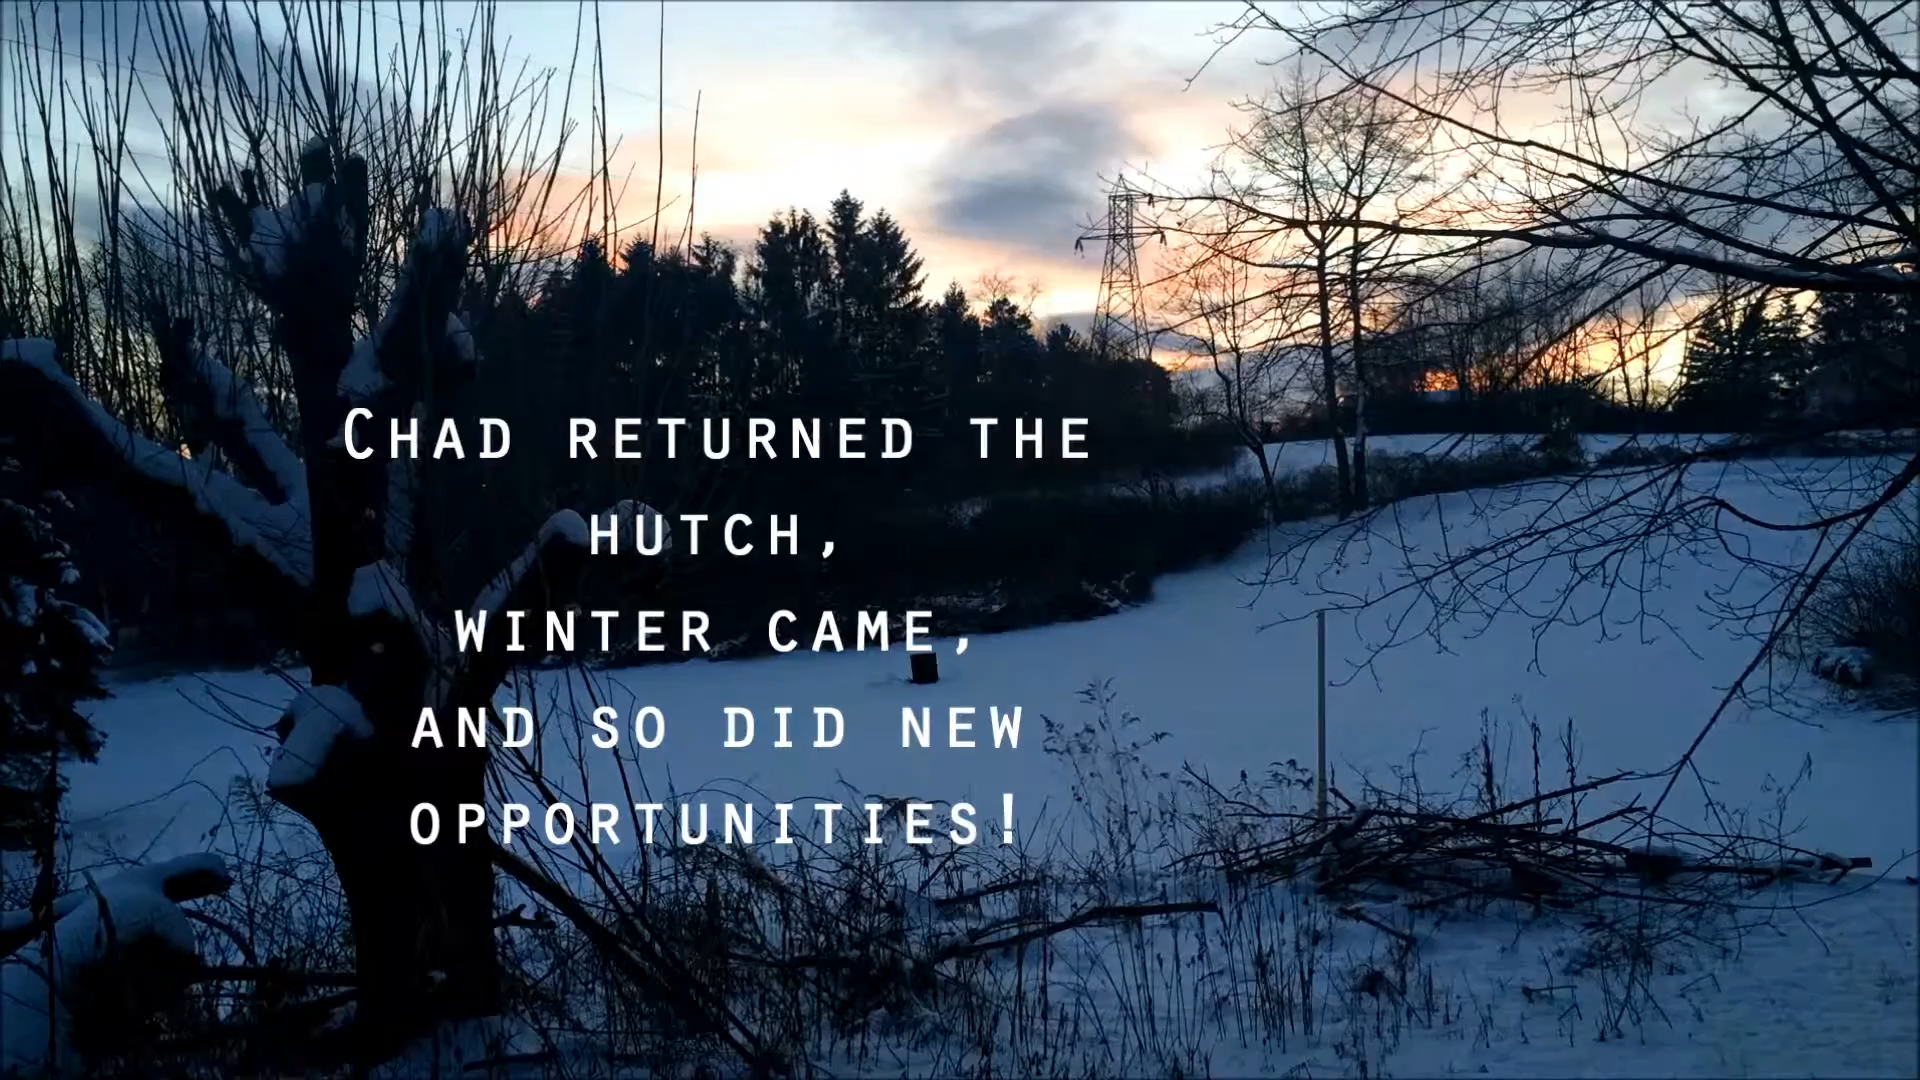 Chad returned the
hutch,
winter came,
and so did new
opportunities!